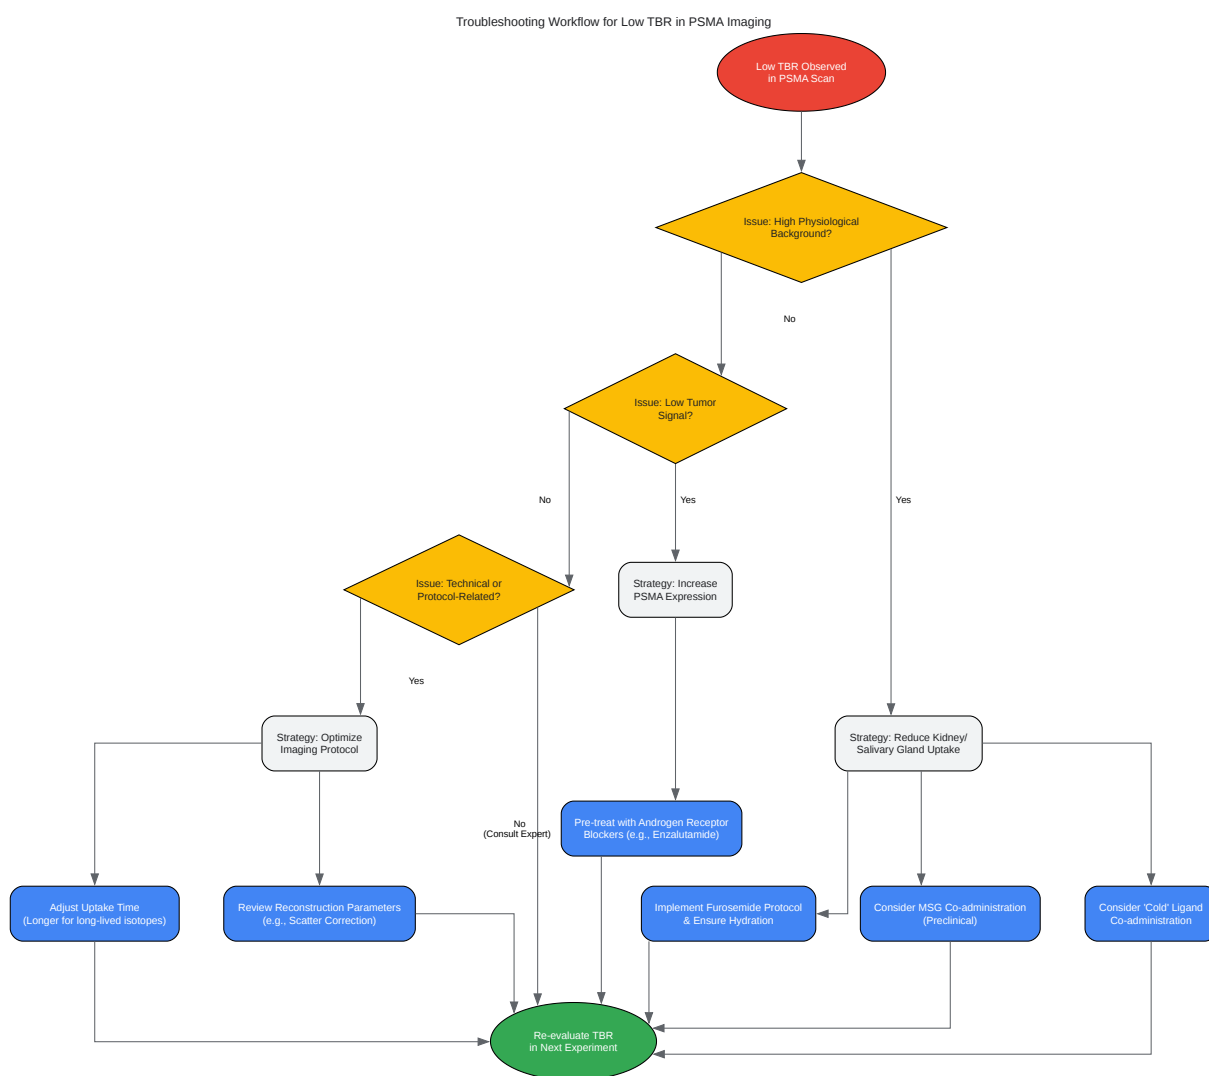 Troubleshooting Workflow for Low TBR in PSMA Imaging
Low TBR Observed
in PSMA Scan
Issue: High Physiological
Background?
No
Issue: Low Tumor
Signal?
No
Yes
Yes
Issue: Technical or
Protocol-Related?
Strategy: Increase
PSMA Expression
Yes
Strategy: Optimize
Imaging Protocol
Strategy: Reduce Kidney/
Salivary Gland Uptake
No
(Consult Expert)
Pre-treat with Androgen Receptor
Blockers (e.g., Enzalutamide)
Adjust Uptake Time
(Longer for long-lived isotopes)
Review Reconstruction Parameters
(e.g., Scatter Correction)
Implement Furosemide Protocol
& Ensure Hydration
Consider MSG Co-administration
(Preclinical)
Consider 'Cold' Ligand
Co-administration
Re-evaluate TBR
in Next Experiment